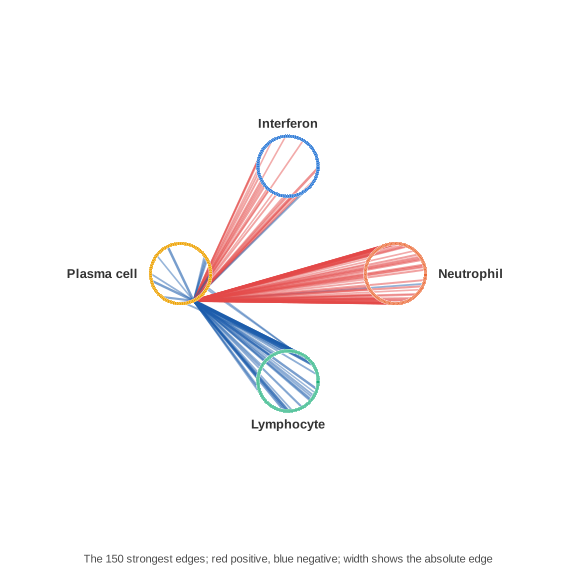 Interferon
Plasma cell
Neutrophil
Lymphocyte
The 150 strongest edges; red positive, blue negative; width shows the absolute edge